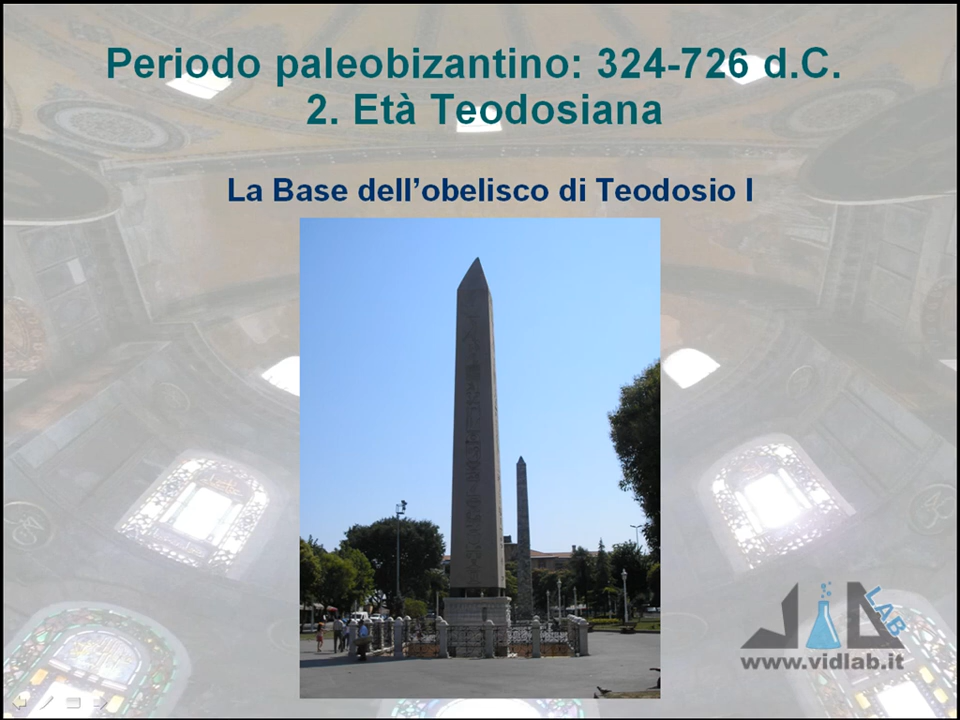 Periodo paleobizantino: 324-726 d.C.
2. Età Teodosiana
La Base dell’obelisco di Teodosio I
LAB
www.vidlab.it